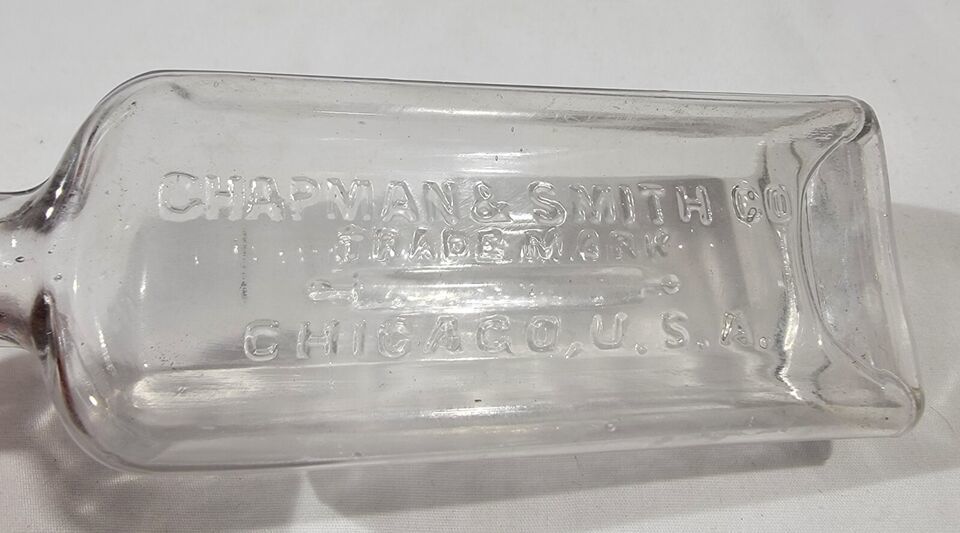 CHAPMAN & SMITH CO
TRADE MARK
CHICAGO, U.S.A.